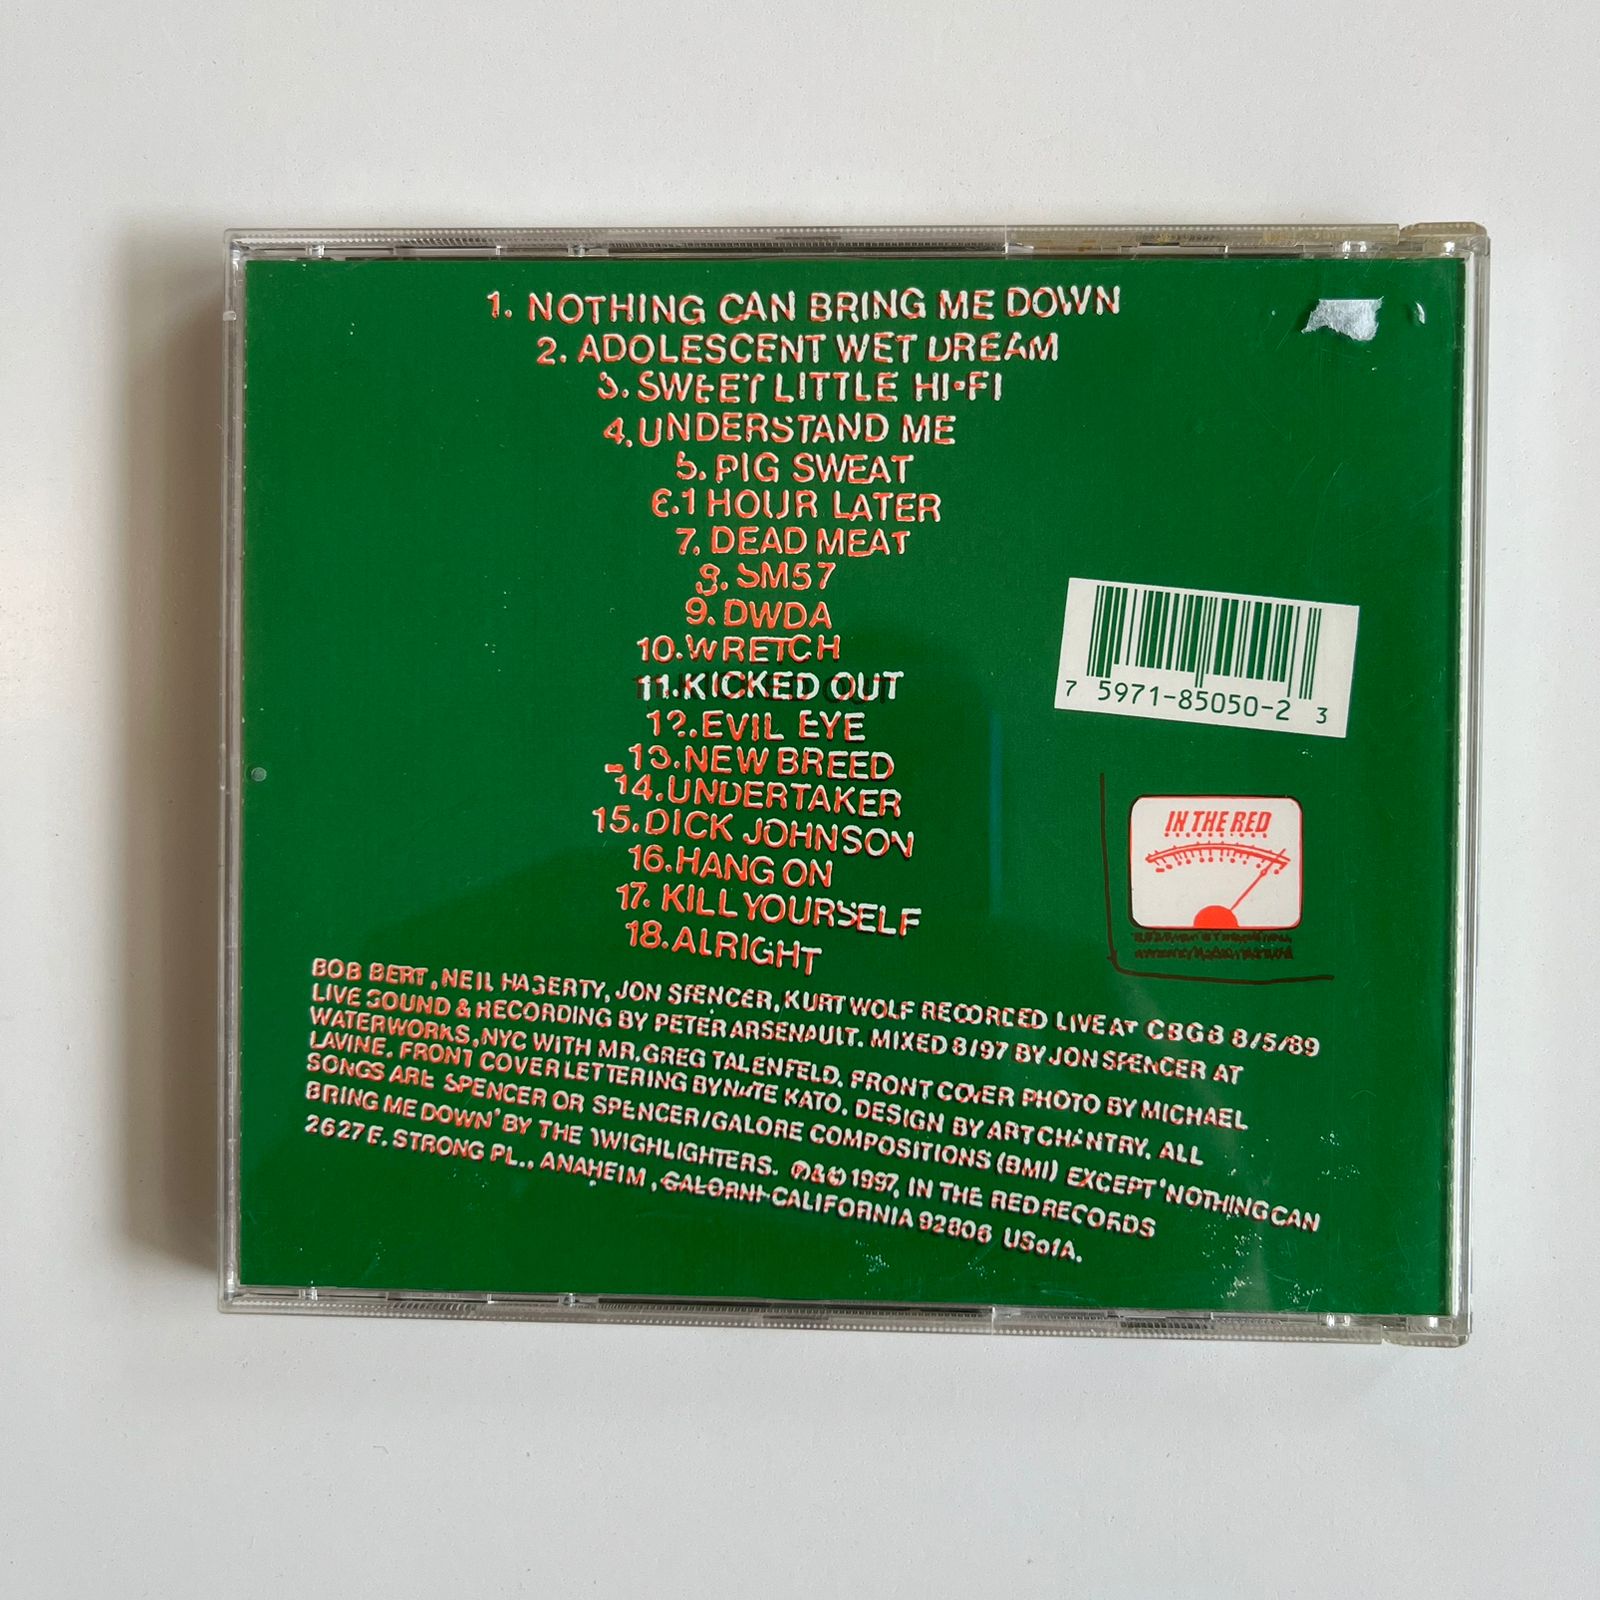 1. NOTHING CAN BRING ME DOWN
2. ADOLESCENT WET DREAM
3. SWEET LITTLE HI-FI
4. UNDERSTAND ME
5. PIG SWEAT
6. 1 HOUR LATER
7. DEAD MEAT
8. SM57
9. DWDA
10. WRETCH
11. KICKED OUT
12. EVIL EYE
13. NEW BREED
14. UNDERTAKER
15. DICK JOHNSON
16. HANG ON
17. KILL YOURSELF
18. ALRIGHT
7 5971-85050-2 3
IN THE RED
BOB BERT, NEIL HAGERTY, JON SPENCER, KURT WOLF RECORDED LIVE AT CBGB 8/5/89
LIVE SOUND & RECORDING BY PETER ARSENAULT. MIXED 8/97 BY JON SPENCER AT
WATERWORKS, NYC WITH MR. GREG TALENFELD. FRONT COVER PHOTO BY MICHAEL
LAVINE. FRONT COVER LETTERING BY NATE KATO. DESIGN BY ART CHANTRY. ALL
SONGS ARE SPENCER OR SPENCER/GALORE COMPOSITIONS (BMI) EXCEPT 'NOTHING CAN
BRING ME DOWN' BY THE TWIGHLIGHTERS. ℗&© 1997, IN THE RED RECORDS
2627 E. STRONG PL., ANAHEIM, CALIFORNIA 92806 USofA.